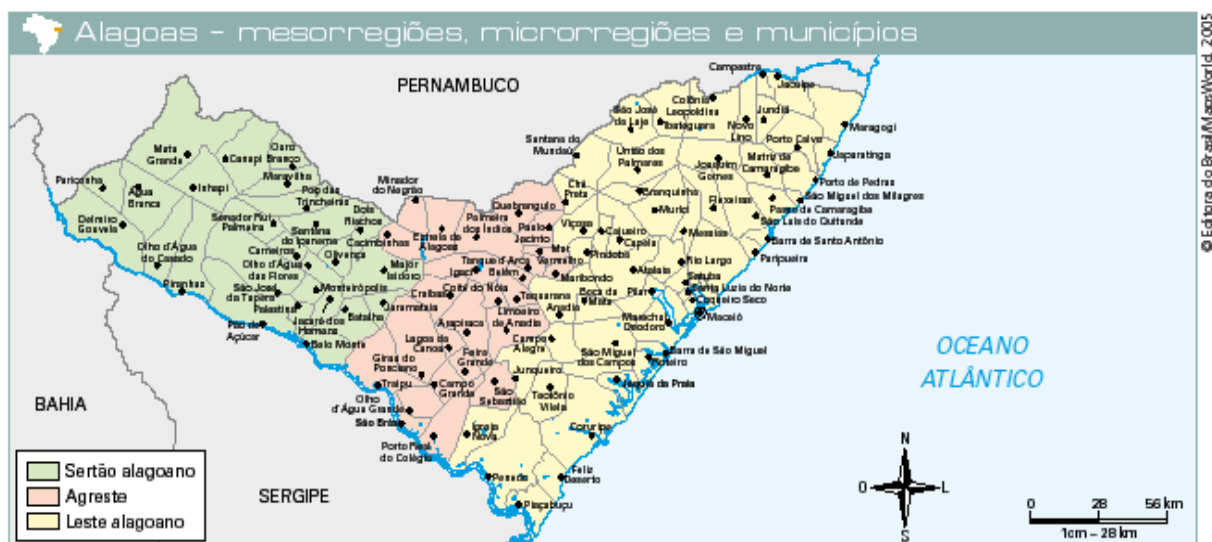 Alagoas – mesorregiões, microrregiões e municípios
© Editora do Brasil/MapsWorld, 2005
PERNAMBUCO
BAHIA
SERGIPE
OCEANO
ATLÂNTICO
Campestre
Jacuípe
Colônia
Leopoldina
São José
da Laje
Ibateguara
Jundiá
Novo
Lino
Maragogi
Porto Calvo
Santana do
Mundaú
União dos
Palmares
Joaquim
Gomes
Matriz de
Camaragibe
Japaratinga
Porto de Pedras
São Miguel dos Milagres
Passo de Camaragibe
São Luís do Quitunde
Barra de Santo Antônio
Paripueira
Branquinha
Murici
Flexeiras
Messias
Chã
Preta
Viçosa
Cajueiro
Capela
Pindoba
Atalaia
Rio Largo
Satuba
Santa Luzia do Norte
Coqueiro Seco
Maceió
Pilar
Marechal
Deodoro
Boca da
Mata
Maribondo
Mar
Vermelho
Anadia
Campo
Alegre
São Miguel
dos Campos
Barra de São Miguel
Roteiro
Jequiá da Praia
Junqueiro
Teotônio
Vilela
Coruripe
Feliz
Deserto
Igreja
Nova
Penedo
Piaçabuçu
Mata
Grande
Canapi
Ouro
Branco
Maravilha
Pariconha
Água
Branca
Inhapi
Poço das
Trincheiras
Delmiro
Gouveia
Senador Rui
Palmeira
Santana
do Ipanema
Dois
Riachos
Olho d'Água
do Casado
Carneiros
Olivença
Olho d'Água
das Flores
Major
Isidoro
Piranhas
São José
da Tapera
Monteirópolis
Palestina
Jacaré dos
Homens
Batalha
Jaramataia
Pão de
Açúcar
Belo Monte
Minador
do Negrão
Cacimbinhas
Estrela de
Alagoas
Palmeira
dos Índios
Quebrangulo
Paulo
Jacinto
Tanque d'Arca
Igaci
Belém
Craíbas
Coité do Nóia
Taquarana
Limoeiro
de Anadia
Arapiraca
Lagoa da
Canoa
Feira
Grande
Girau do
Ponciano
Campo
Grande
São
Sebastião
Traipu
Olho
d'Água Grande
São Brás
Porto Real
do Colégio
Sertão alagoano
Agreste
Leste alagoano
N
O
L
S
0 28 56 km
1cm – 28 km